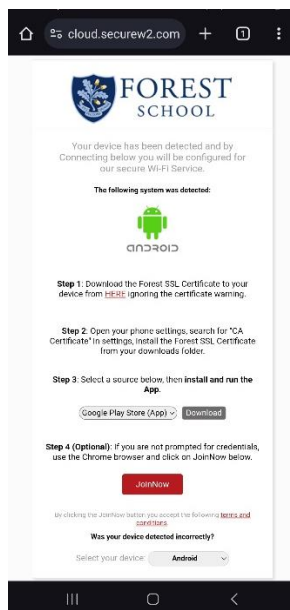 cloud.securew2.com
1
FOREST
SCHOOL
Your device has been detected and by
Connecting below you will be configured for
our secure Wi-Fi Service.
The following system was detected:
ANDROID
Step 1: Download the Forest SSL Certificate to your
device from HERE ignoring the certificate warning.
Step 2: Open your phone settings, search for "CA
Certificate" in settings, install the Forest SSL Certificate
from your downloads folder.
Step 3: Select a source below, then install and run the
App.
Google Play Store (App) Download
Step 4 (Optional): If you are not prompted for credentials,
use the Chrome browser and click on JoinNow below.
JoinNow
By clicking the JoinNow button you accept the following terms and
conditions.
Was your device detected incorrectly?
Select your device: Android